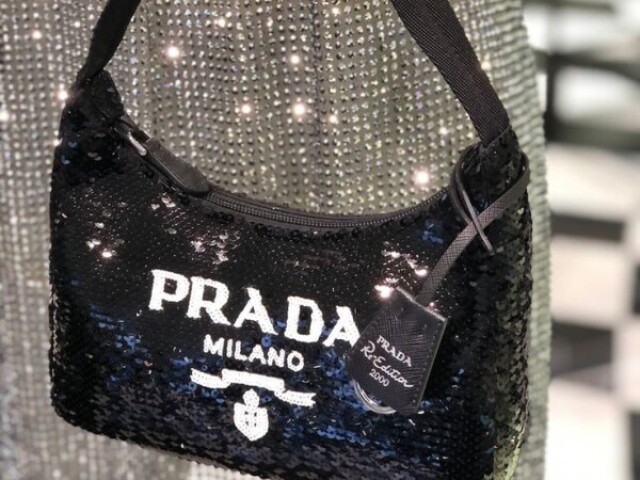 PRADA
MILANO
PRADA
Re-Edition
2000